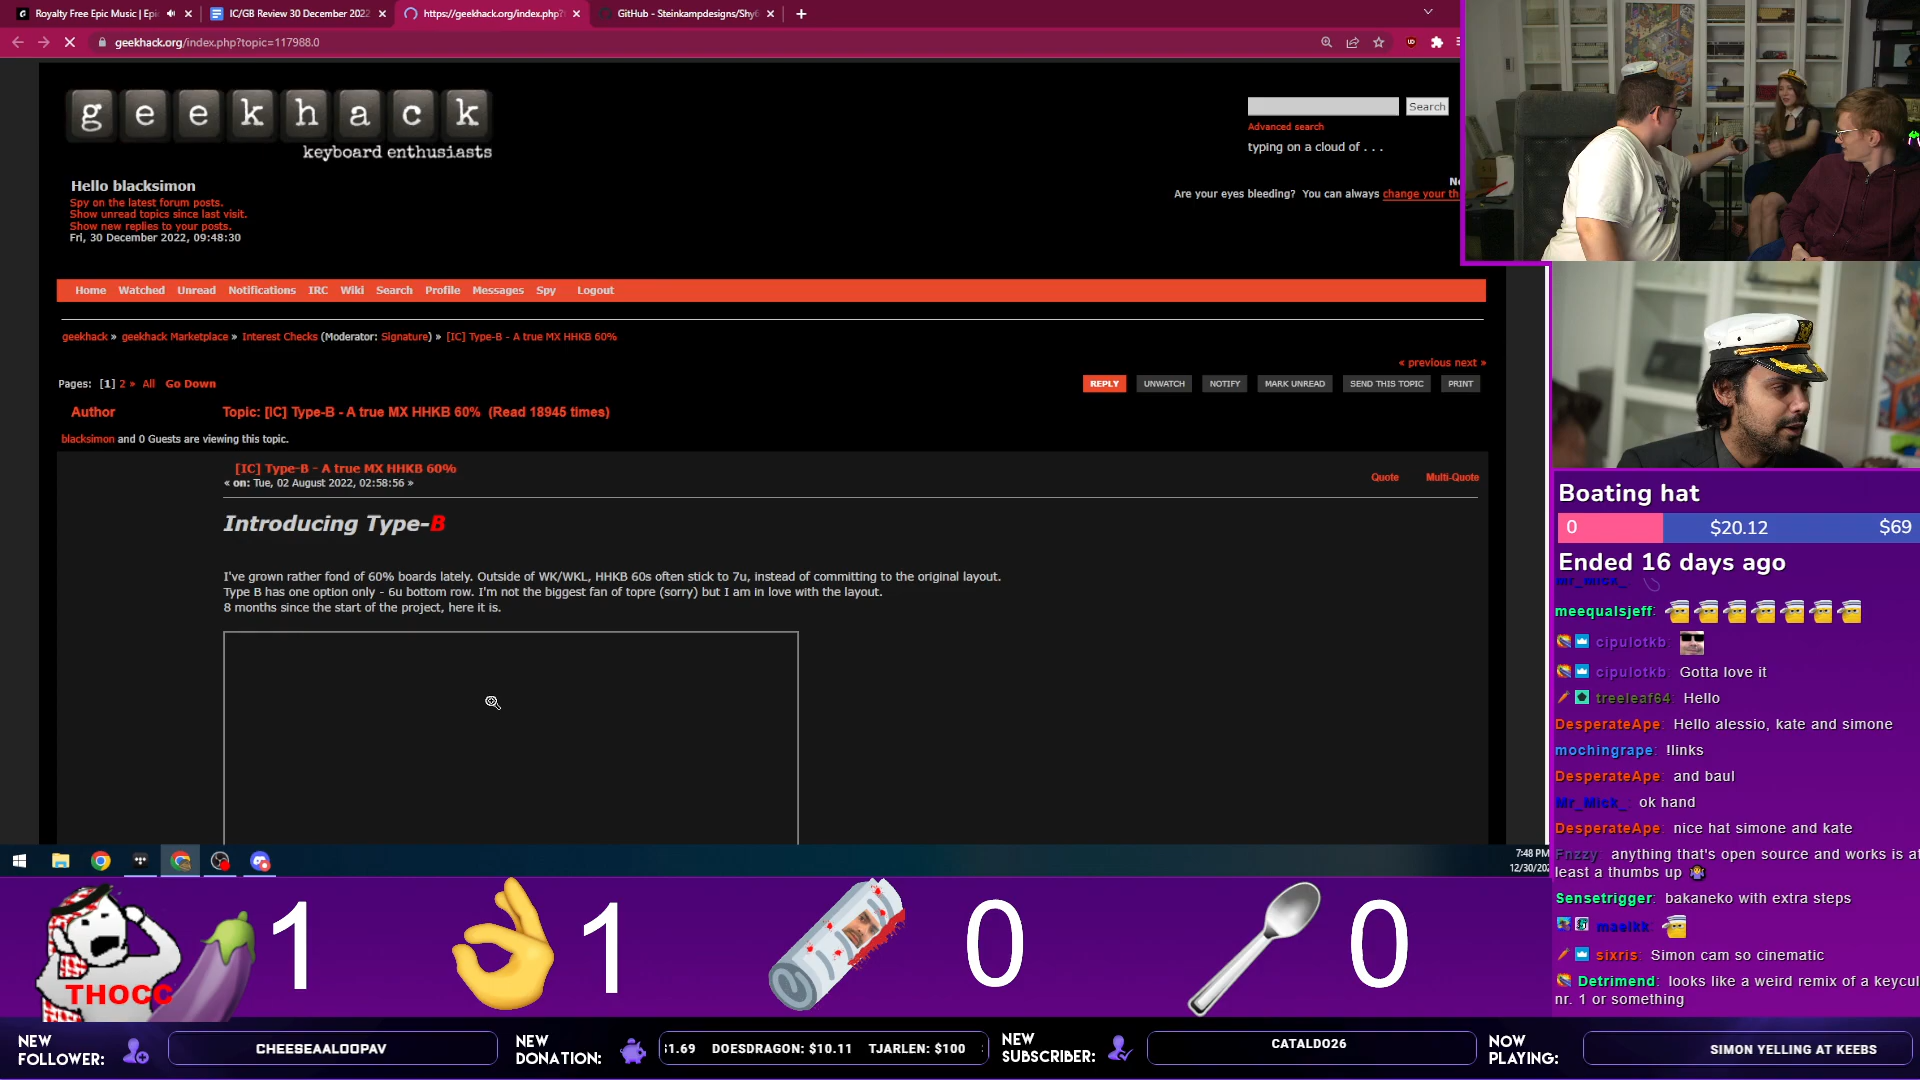 Royalty Free Epic Music | Epi
IC/GB Review 30 December 2022
https://geekhack.org/index.php?
GitHub - Steinkampdesigns/Shy6
geekhack.org/index.php?topic=117988.0
geekhack
keyboard enthusiasts
Search
Advanced search
typing on a cloud of . . .
Hello blacksimon
Spy on the latest forum posts.
Show unread topics since last visit.
Show new replies to your posts.
Fri, 30 December 2022, 09:48:30
Are your eyes bleeding? You can always change your th
Home Watched Unread Notifications IRC Wiki Search Profile Messages Spy Logout
geekhack » geekhack Marketplace » Interest Checks (Moderator: Signature) » [IC] Type-B - A true MX HHKB 60%
« previous next »
Pages: [1] 2 » All Go Down
REPLY UNWATCH NOTIFY MARK UNREAD SEND THIS TOPIC PRINT
Author
Topic: [IC] Type-B - A true MX HHKB 60% (Read 18945 times)
blacksimon and 0 Guests are viewing this topic.
[IC] Type-B - A true MX HHKB 60%
« on: Tue, 02 August 2022, 02:58:56 »
Quote Multi-Quote
Introducing Type-B
I've grown rather fond of 60% boards lately. Outside of WK/WKL, HHKB 60s often stick to 7u, instead of committing to the original layout.
Type B has one option only - 6u bottom row. I'm not the biggest fan of topre (sorry) but I am in love with the layout.
8 months since the start of the project, here it is.
7:48 PM
12/30/202
Boating hat
0 $20.12 $69
Ended 16 days ago
Mr_Mick_:
meequalsjeff:
cipulotkb:
cipulotkb: Gotta love it
treeleaf64: Hello
DesperateApe: Hello alessio, kate and simone
mochingrape: !links
DesperateApe: and baul
Mr_Mick_: ok hand
DesperateApe: nice hat simone and kate
Fnzzy: anything that's open source and works is at
least a thumbs up
Sensetrigger: bakaneko with extra steps
maelkk:
sixris: Simon cam so cinematic
Detrimend: looks like a weird remix of a keycul
nr. 1 or something
THOCC 1
1
0
0
NEW
FOLLOWER:
CHEESEAALOOPAV
NEW
DONATION:
$1.69 DOESDRAGON: $10.11 TJARLEN: $100
NEW
SUBSCRIBER:
CATALDO26
NOW
PLAYING:
SIMON YELLING AT KEEBS